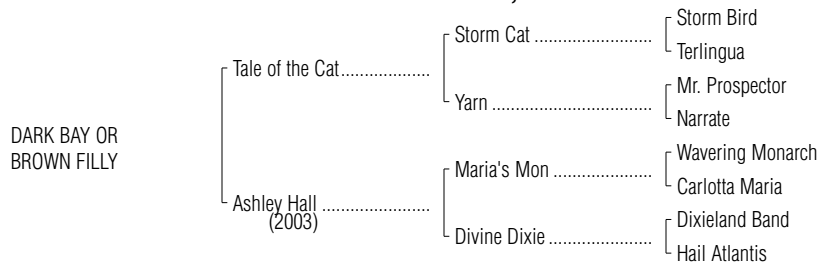 Storm Bird
Storm Cat ........................
Terlingua
Tale of the Cat...................
Mr. Prospector
Yarn .................................
Narrate
DARK BAY OR
BROWN FILLY
Wavering Monarch
Maria's Mon ....................
Carlotta Maria
Ashley Hall ......................
(2003)
Dixieland Band
Divine Dixie.....................
Hail Atlantis